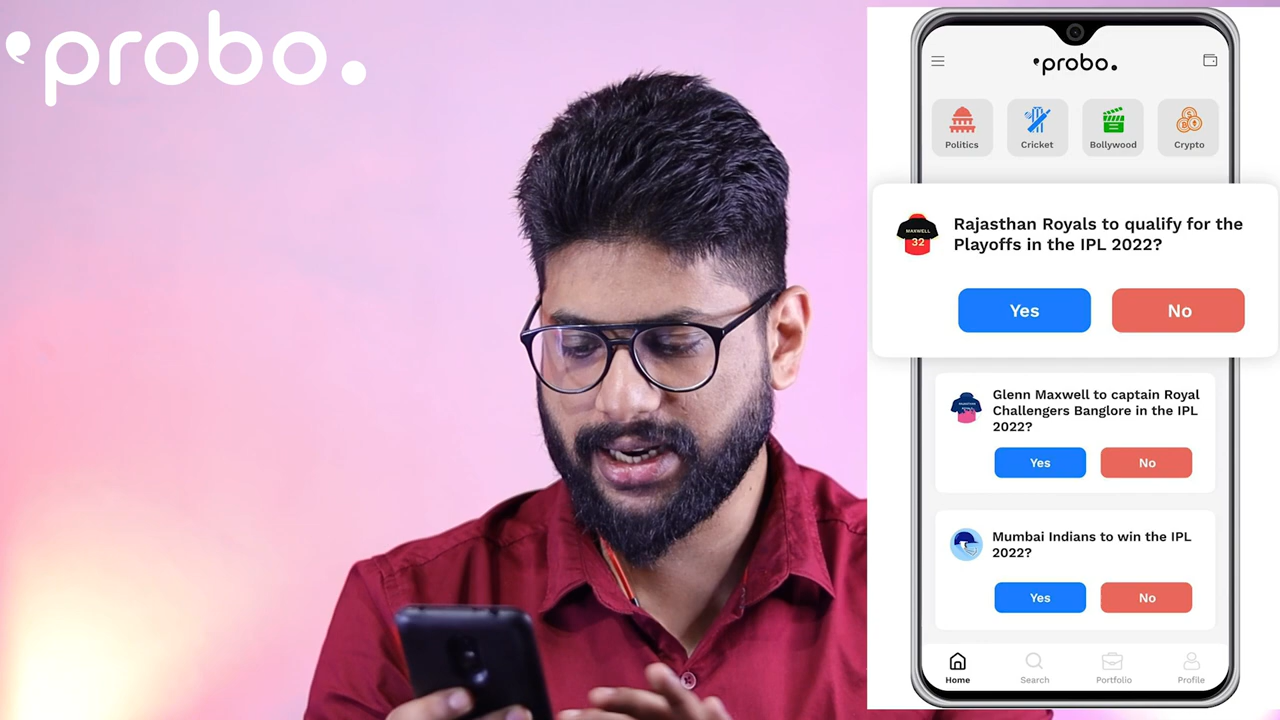 probo.
probo.
Politics
Cricket
Bollywood
Crypto
MAXWELL
32
Rajasthan Royals to qualify for the
Playoffs in the IPL 2022?
Yes
No
Glenn Maxwell to captain Royal
Challengers Banglore in the IPL
2022?
Yes
No
Mumbai Indians to win the IPL
2022?
Yes
No
Home
Search
Portfolio
Profile